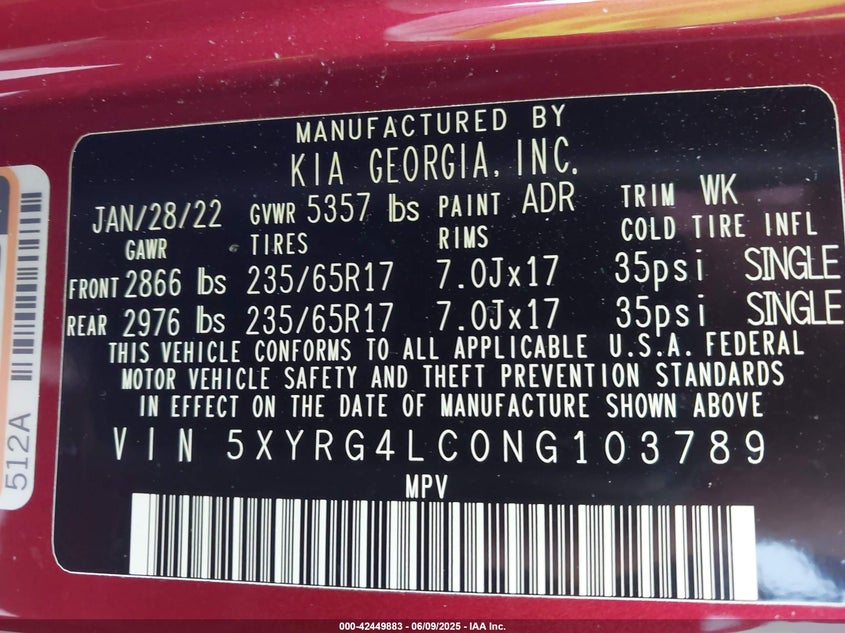 MANUFACTURED BY
KIA GEORGIA, INC.
JAN/28/22 GVWR 5357 lbs PAINT ADR TRIM WK
GAWR TIRES RIMS COLD TIRE INFL
FRONT 2866 lbs 235/65R17 7.0Jx17 35psi SINGLE
REAR 2976 lbs 235/65R17 7.0Jx17 35psi SINGLE
THIS VEHICLE CONFORMS TO ALL APPLICABLE U.S.A. FEDERAL
MOTOR VEHICLE SAFETY AND THEFT PREVENTION STANDARDS
IN EFFECT ON THE DATE OF MANUFACTURE SHOWN ABOVE
VIN 5XYRG4LC0NG103789
MPV
512A
000-42449883 - 06/09/2025 - IAA Inc.